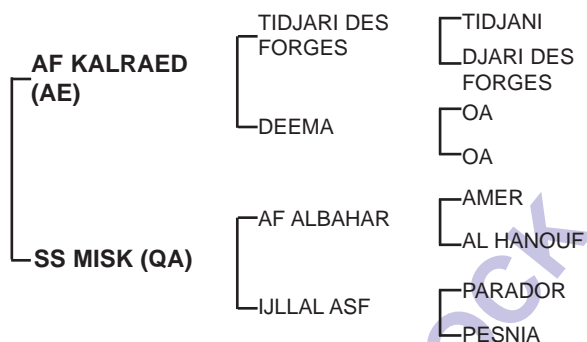 TIDJARI DES
FORGES
TIDJANI
AF KALRAED
(AE)
DJARI DES
FORGES
DEEMA
OA
OA
SS MISK (QA)
AF ALBAHAR
AMER
AL HANOUF
IJLLAL ASF
PARADOR
PESNIA
OCK